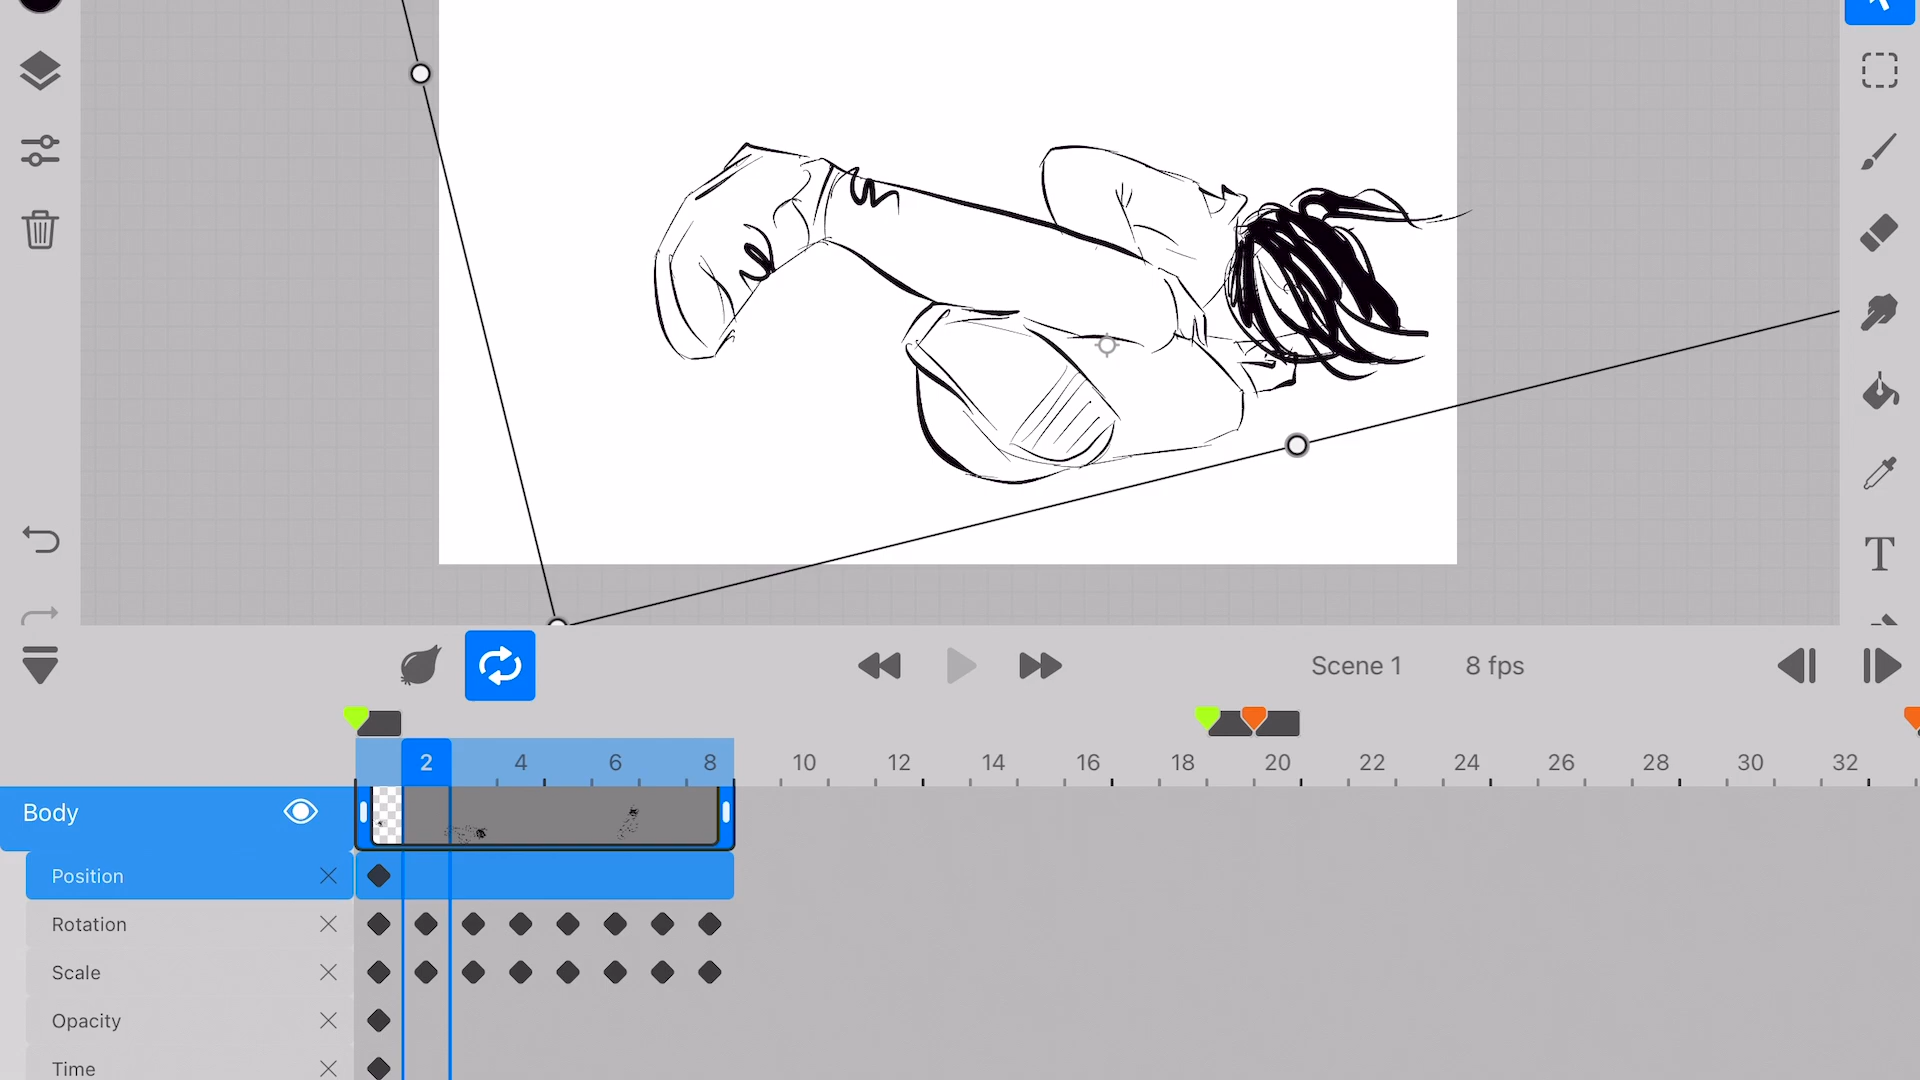 T
Scene 1 8 fps
2 4 6 8 10 12 14 16 18 20 22 24 26 28 30 32
Body
Position
Rotation
Scale
Opacity
Time